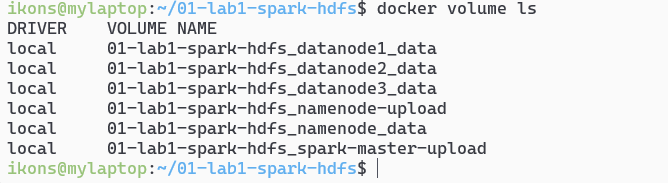 ikons@mylaptop:~/01-lab1-spark-hdfs$ docker volume ls
DRIVER    VOLUME NAME
local     01-lab1-spark-hdfs_datanode1_data
local     01-lab1-spark-hdfs_datanode2_data
local     01-lab1-spark-hdfs_datanode3_data
local     01-lab1-spark-hdfs_namenode-upload
local     01-lab1-spark-hdfs_namenode_data
local     01-lab1-spark-hdfs_spark-master-upload
ikons@mylaptop:~/01-lab1-spark-hdfs$